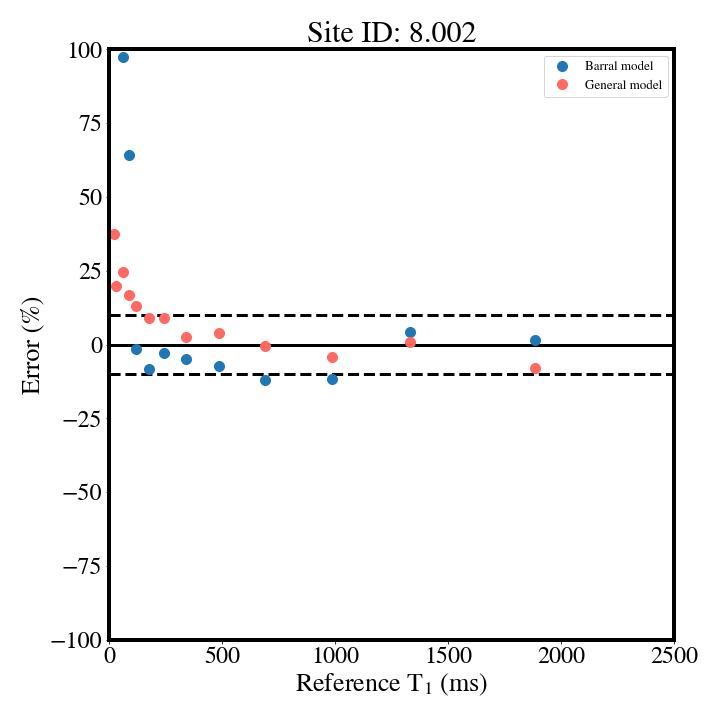 Site ID: 8.002
Barral model
General model
100
75
50
25
0
−25
−50
−75
−100
Error (%)
0 500 1000 1500 2000 2500
Reference T₁ (ms)